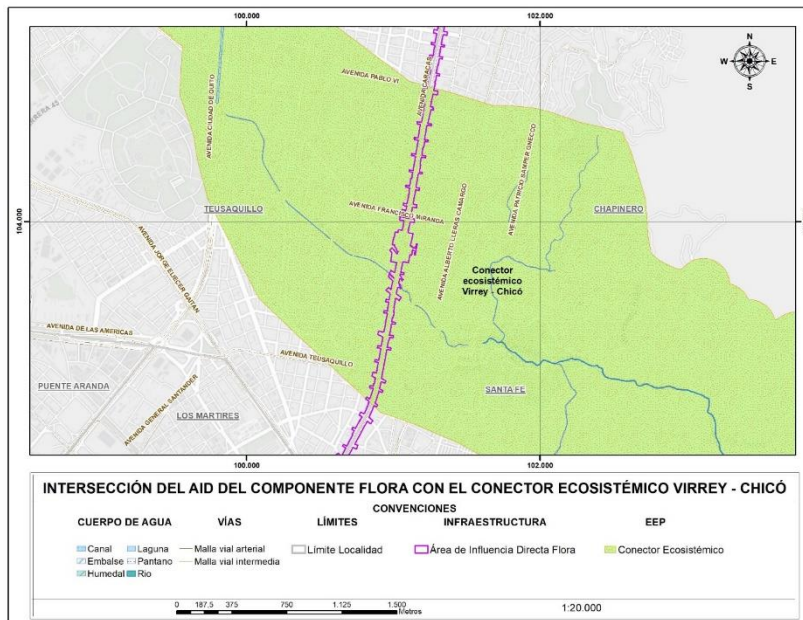 100.000
102.000
AVENIDA PABLO VI
AVENIDA CARACAS
AVENIDA CIUDAD DE QUITO
AVENIDA PATRICIO SAMPER GNECCO
N
W E
S
104.000
TEUSAQUILLO
AVENIDA FRANCISCO MIRANDA
CHAPINERO
AVENIDA ALBERTO LLERAS CAMARGO
AVENIDA JORGE ELIECER GAITAN
Conector
ecosistémico
Virrey - Chicó
AVENIDA DE LAS AMERICAS
AVENIDA TEUSAQUILLO
PUENTE ARANDA
AVENIDA GENERAL SANTANDER
LOS MARTIRES
SANTA FE
100.000
102.000
INTERSECCIÓN DEL AID DEL COMPONENTE FLORA CON EL CONECTOR ECOSISTÉMICO VIRREY - CHICÓ
CONVENCIONES
CUERPO DE AGUA VÍAS LÍMITES INFRAESTRUCTURA EEP
Canal Laguna Malla vial arterial Límite Localidad Área de Influencia Directa Flora Conector Ecosistémico
Embalse Pantano Malla vial intermedia
Humedal Rio
0 187,5 375 750 1.125 1.500
Metros
1:20.000